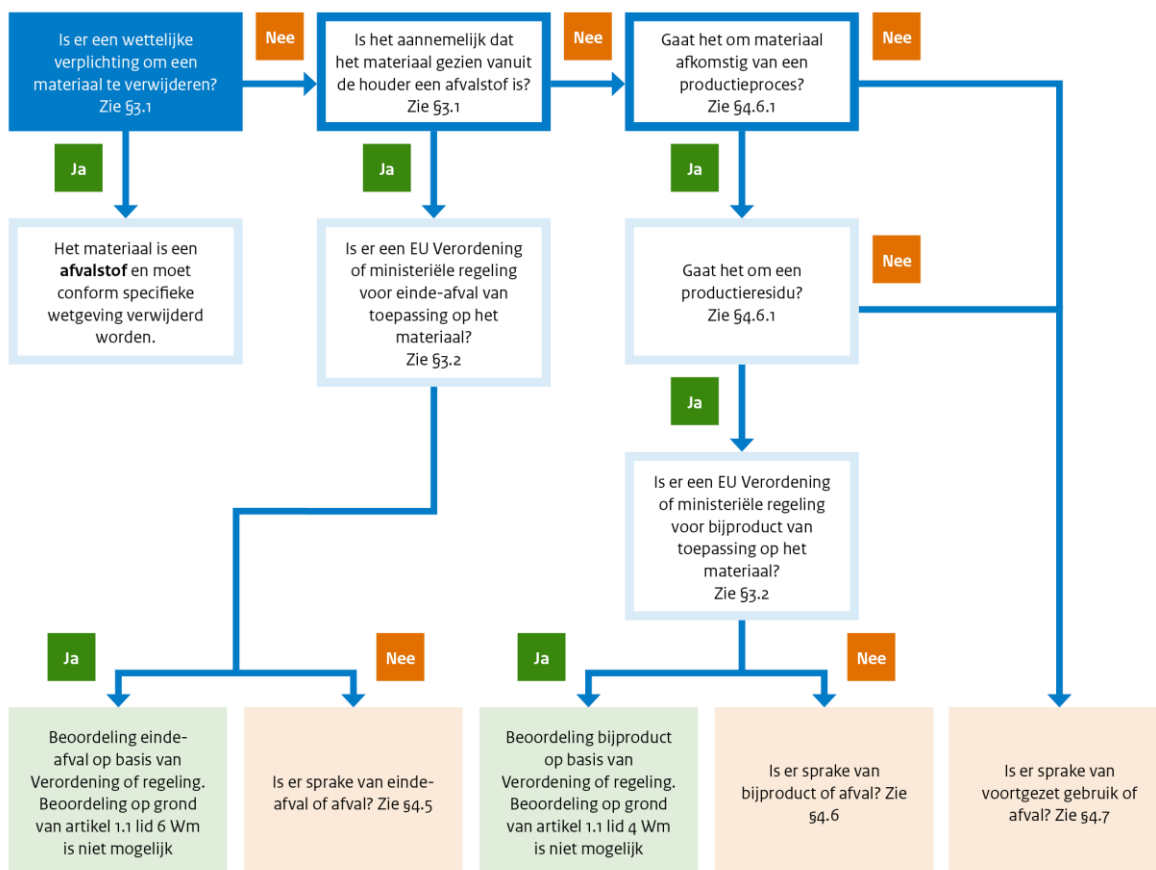 Is er een wettelijke
verplichting om een
materiaal te verwijderen?
Zie §3.1
Nee
Is het aannemelijk dat
het materiaal gezien vanuit
de houder een afvalstof is?
Zie §3.1
Nee
Gaat het om materiaal
afkomstig van een
productieproces?
Zie §4.6.1
Nee
Ja
Ja
Ja
Het materiaal is een
afvalstof en moet
conform specifieke
wetgeving verwijderd
worden.
Is er een EU Verordening
of ministeriële regeling
voor einde-afval van
toepassing op het
materiaal?
Zie §3.2
Gaat het om een
productieresidu?
Zie §4.6.1
Nee
Ja
Is er een EU Verordening
of ministeriële regeling
voor bijproduct van
toepassing op het
materiaal?
Zie §3.2
Ja
Nee
Ja
Nee
Beoordeling einde-
afval op basis van
Verordening of regeling.
Beoordeling op grond
van artikel 1.1 lid 6 Wm
is niet mogelijk
Is er sprake van einde-
afval of afval? Zie §4.5
Beoordeling bijproduct
op basis van
Verordening of regeling.
Beoordeling op grond
van artikel 1.1 lid 4 Wm
is niet mogelijk
Is er sprake van
bijproduct of afval? Zie
§4.6
Is er sprake van
voortgezet gebruik of
afval? Zie §4.7